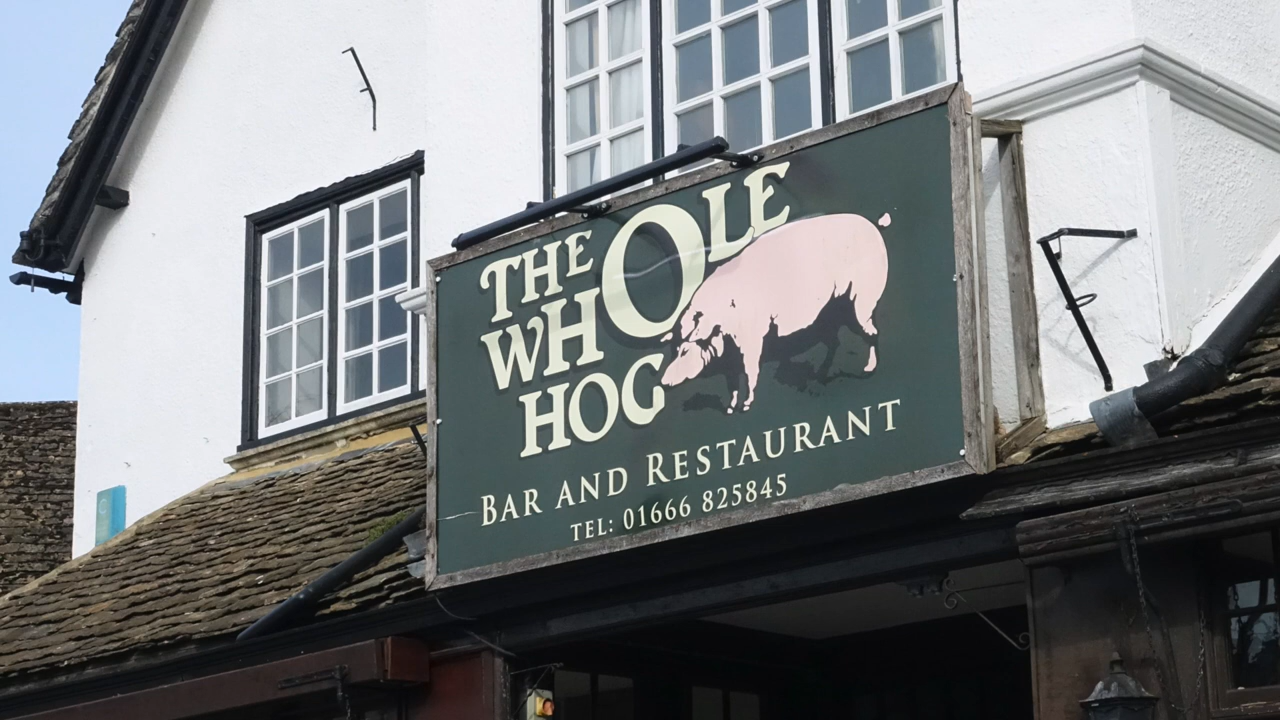 THE
WHOLE
HOG
BAR AND RESTAURANT
TEL: 01666 825845